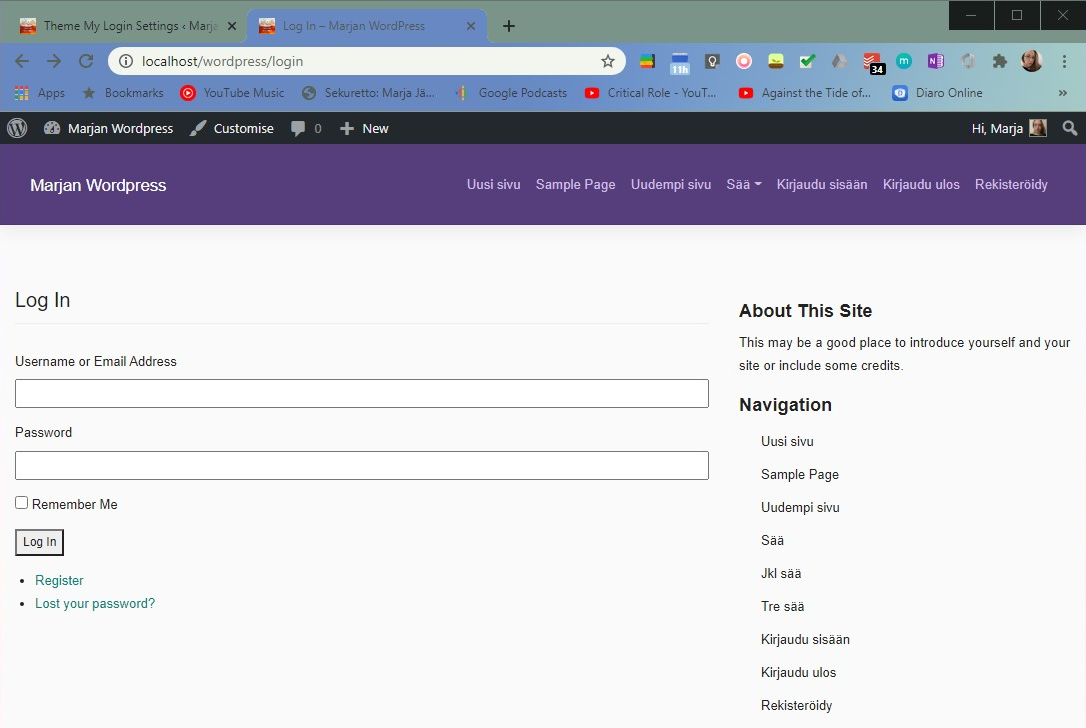 Theme My Login Settings ‹ Marja
Log In – Marjan WordPress
localhost/wordpress/login
11h
34
m
N
Apps
Bookmarks
YouTube Music
Sekuretto: Marja Jä...
Google Podcasts
Critical Role - YouT...
Against the Tide of...
D
Diaro Online
»
Marjan Wordpress
Customise
0
New
Hi, Marja
Marjan Wordpress
Uusi sivu
Sample Page
Uudempi sivu
Sää
Kirjaudu sisään
Kirjaudu ulos
Rekisteröidy
Log In
Username or Email Address
Password
Remember Me
Log In
Register
Lost your password?
About This Site
This may be a good place to introduce yourself and your
site or include some credits.
Navigation
Uusi sivu
Sample Page
Uudempi sivu
Sää
Jkl sää
Tre sää
Kirjaudu sisään
Kirjaudu ulos
Rekisteröidy